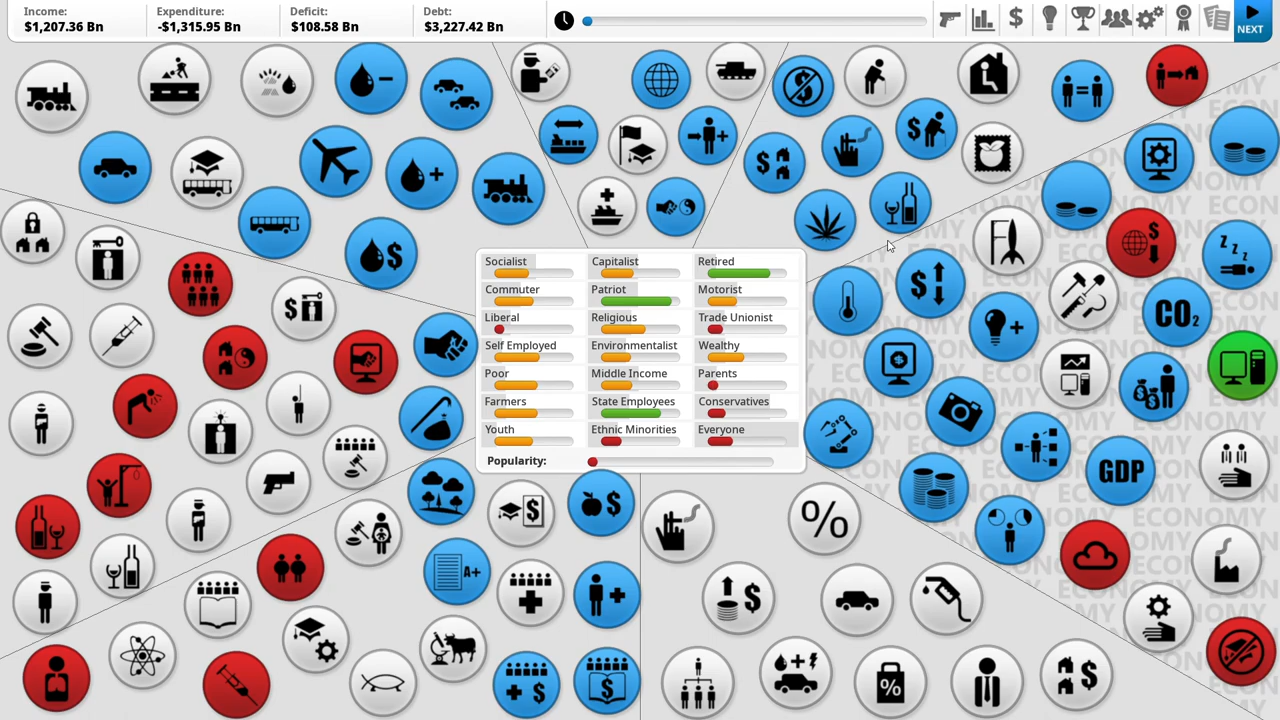 Income: Expenditure: Deficit: Debt:
$1,207.36 Bn -$1,315.95 Bn $108.58 Bn $3,227.42 Bn
NEXT
Socialist Capitalist Retired
Commuter Patriot Motorist
Liberal Religious Trade Unionist
Self Employed Environmentalist Wealthy
Poor Middle Income Parents
Farmers State Employees Conservatives
Youth Ethnic Minorities Everyone
Popularity:
Z Z Z
CO2
GDP
A+
%
ECONOMY ECONOMY